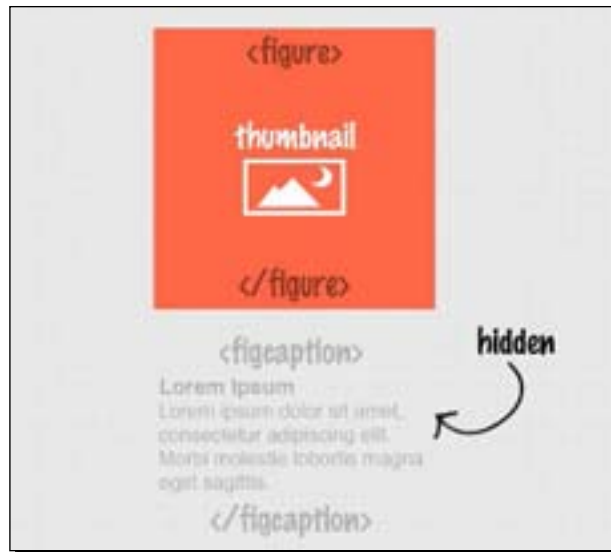 <figure>
thumbnail
</figure>
<figcaption>
hidden
Lorem Ipsum
Lorem ipsum dolor sit amet,
consectetur adipiscing elit.
Morbi molestie lobortis magna
eget sagittis.
</figcaption>